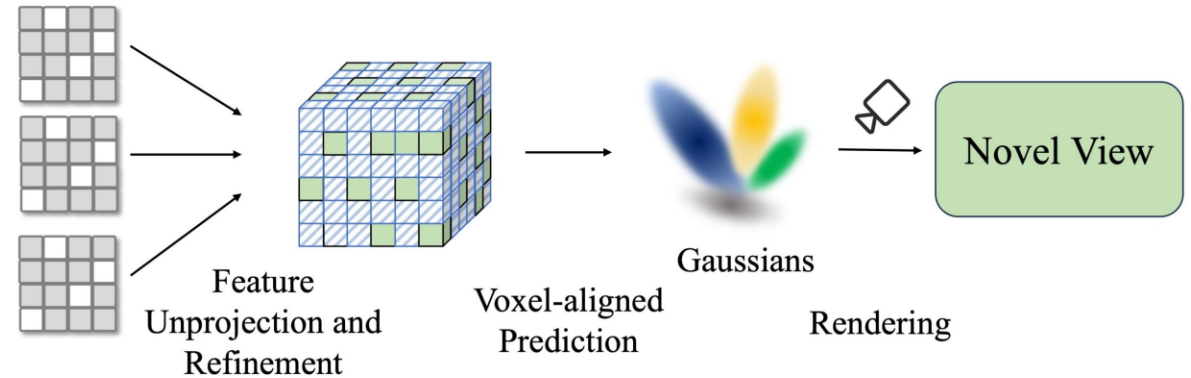 Feature
Unprojection and
Refinement
Voxel-aligned
Prediction
Gaussians
Rendering
Novel View